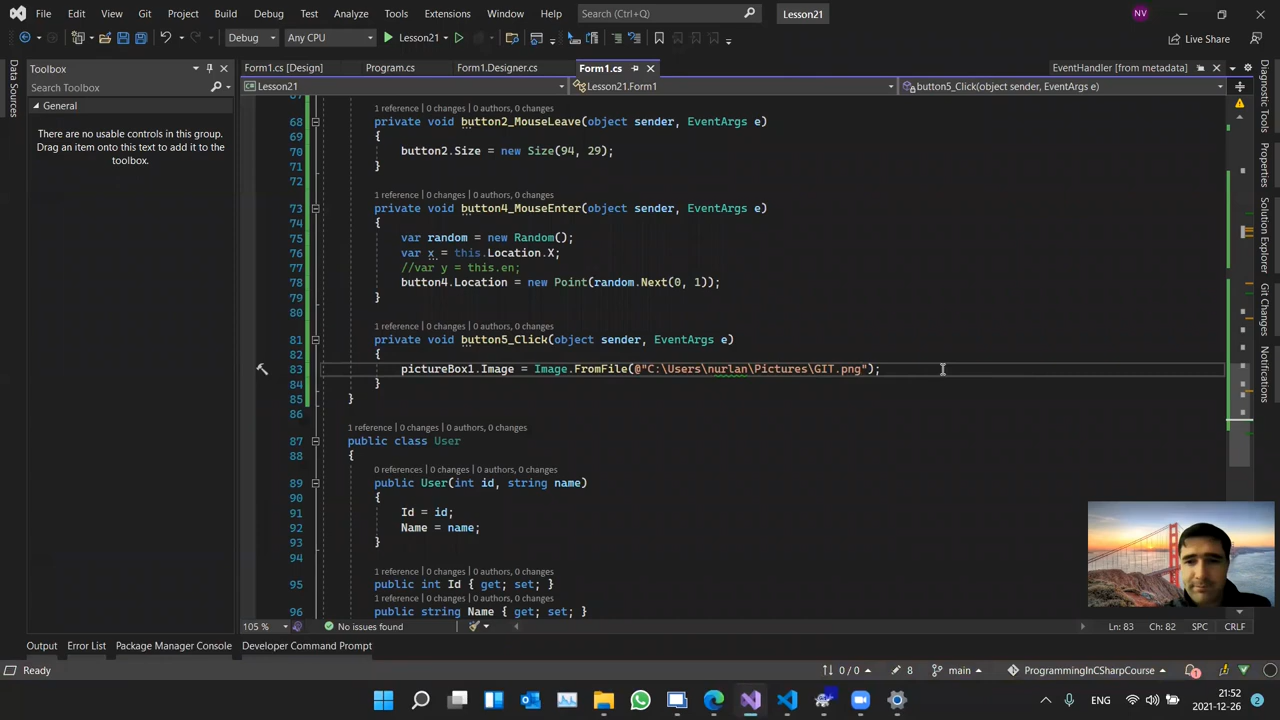 File Edit View Git Project Build Debug Test Analyze Tools Extensions Window Help Search (Ctrl+Q) Lesson21 NV
Debug Any CPU Lesson21 Live Share
Toolbox
Search Toolbox
General
There are no usable controls in this group.
Drag an item onto this text to add it to the
toolbox.
Data Sources
Form1.cs [Design] Program.cs Form1.Designer.cs Form1.cs EventHandler [from metadata]
Lesson21 Lesson21.Form1 button5_Click(object sender, EventArgs e)
67
1 reference | 0 changes | 0 authors, 0 changes
68 private void button2_MouseLeave(object sender, EventArgs e)
69 {
70 button2.Size = new Size(94, 29);
71 }
72
1 reference | 0 changes | 0 authors, 0 changes
73 private void button4_MouseEnter(object sender, EventArgs e)
74 {
75 var random = new Random();
76 var x = this.Location.X;
77 //var y = this.en;
78 button4.Location = new Point(random.Next(0, 1));
79 }
80
1 reference | 0 changes | 0 authors, 0 changes
81 private void button5_Click(object sender, EventArgs e)
82 {
83 pictureBox1.Image = Image.FromFile(@"C:\Users\nurlan\Pictures\GIT.png");
84 }
85 }
86
1 reference | 0 changes | 0 authors, 0 changes
87 public class User
88 {
0 references | 0 changes | 0 authors, 0 changes
89 public User(int id, string name)
90 {
91 Id = id;
92 Name = name;
93 }
94
1 reference | 0 changes | 0 authors, 0 changes
95 public int Id { get; set; }
1 reference | 0 changes | 0 authors, 0 changes
96 public string Name { get; set; }
Diagnostic Tools
Properties
Solution Explorer
Git Changes
Notifications
105 % No issues found Ln: 83 Ch: 82 SPC CRLF
Output Error List Package Manager Console Developer Command Prompt
Ready 0 / 0 8 main ProgrammingInCSharpCourse 1
ENG 21:52
2021-12-26